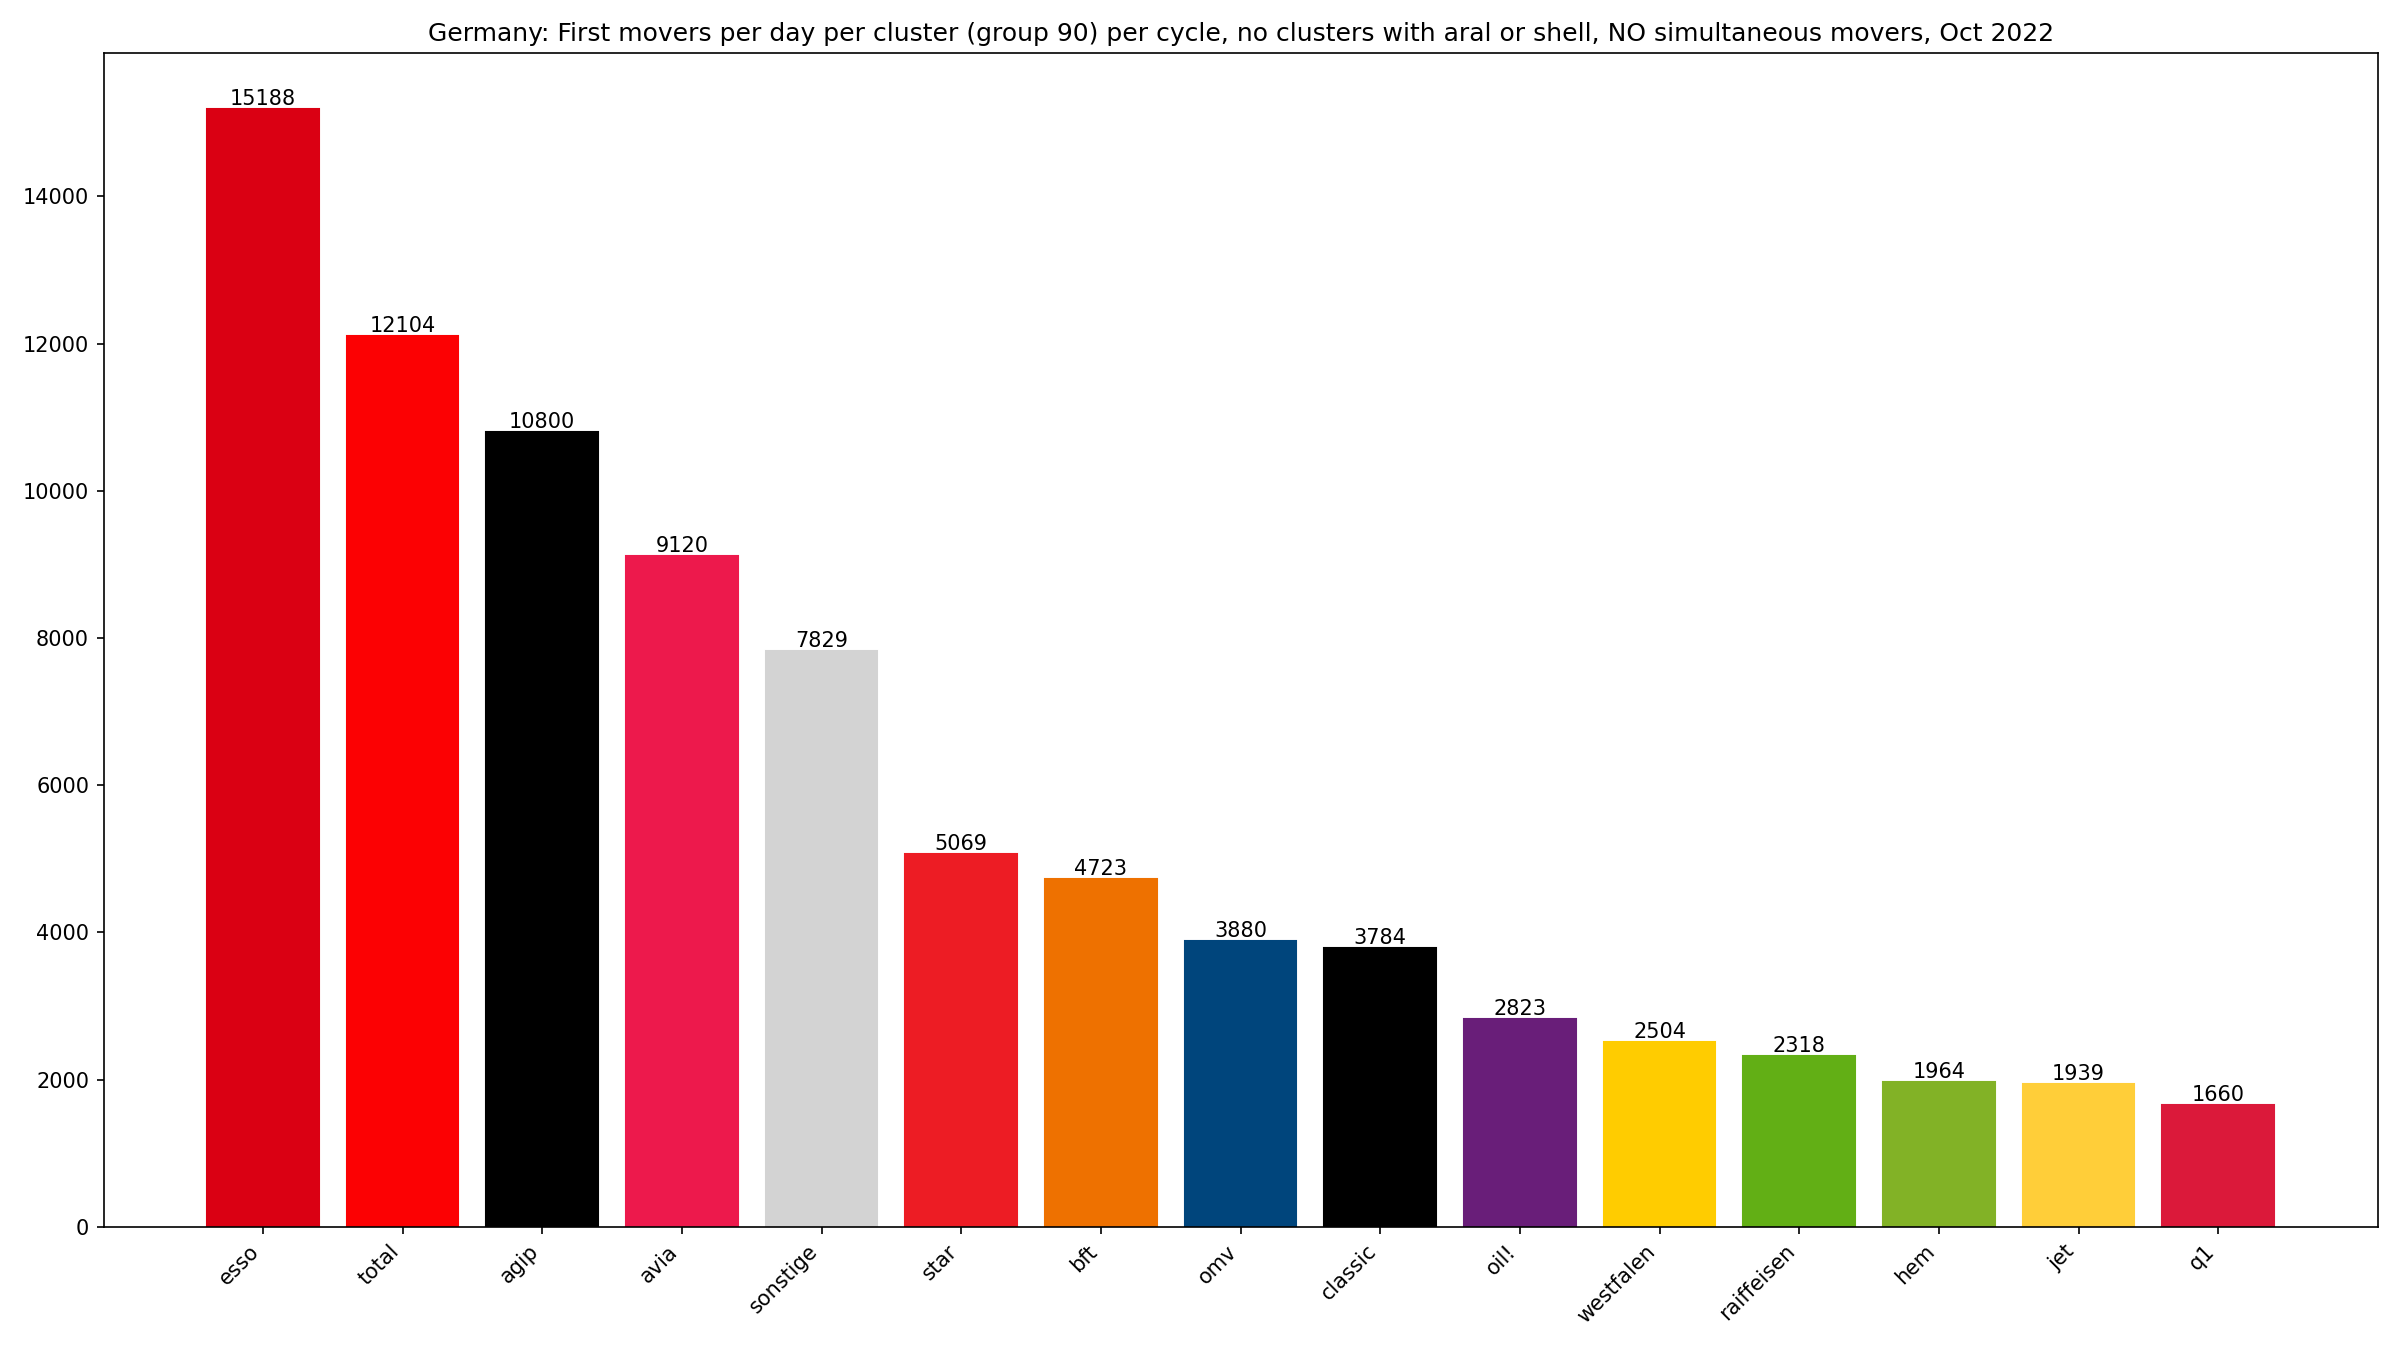 Germany: First movers per day per cluster (group 90) per cycle, no clusters with aral or shell, NO simultaneous movers, Oct 2022
15188
14000
12104
12000
10800
10000
9120
8000
7829
6000
5069
4723
4000
3880
3784
2823
2504
2318
2000
1964
1939
1660
0
esso
total
agip
avia
sonstige
star
bft
omv
classic
oil!
westfalen
raiffeisen
hem
jet
q1